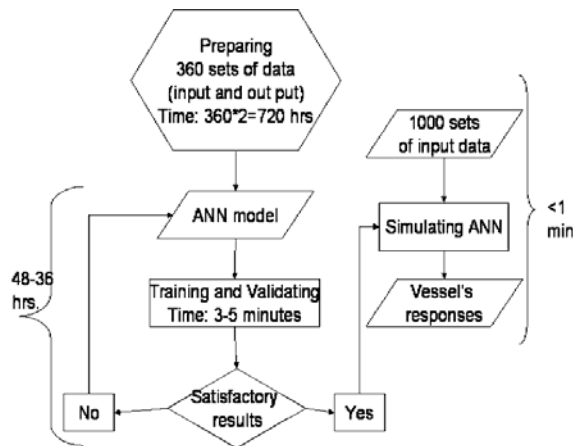 Preparing
360 sets of data
(input and out put)
Time: 360*2=720 hrs
ANN model
Training and Validating
Time: 3-5 minutes
Satisfactory
results
No
Yes
48-36
hrs.
1000 sets
of input data
Simulating ANN
Vessel's
responses
<1
min